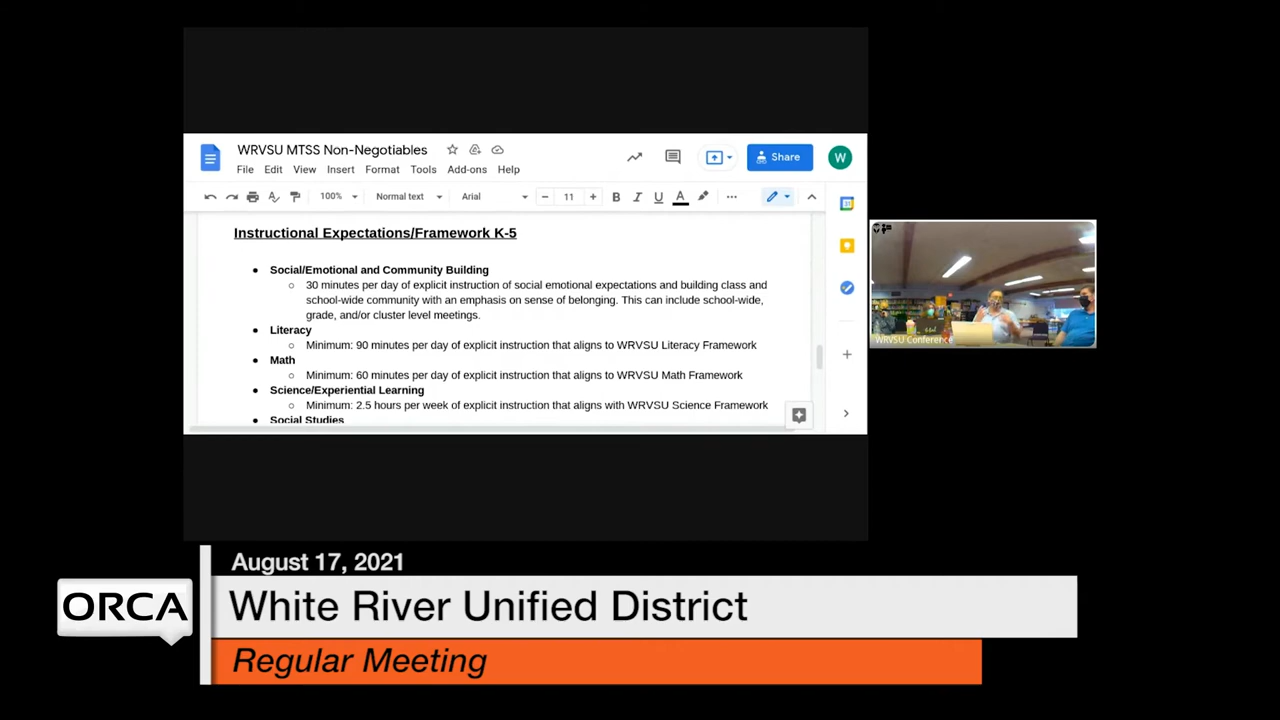 WRVSU MTSS Non-Negotiables
File Edit View Insert Format Tools Add-ons Help
Share
W
100% Normal text Arial 11 B I U A
Instructional Expectations/Framework K-5
Social/Emotional and Community Building
30 minutes per day of explicit instruction of social emotional expectations and building class and
school-wide community with an emphasis on sense of belonging. This can include school-wide,
grade, and/or cluster level meetings.
Literacy
Minimum: 90 minutes per day of explicit instruction that aligns to WRVSU Literacy Framework
Math
Minimum: 60 minutes per day of explicit instruction that aligns to WRVSU Math Framework
Science/Experiential Learning
Minimum: 2.5 hours per week of explicit instruction that aligns with WRVSU Science Framework
Social Studies
WRVSU Conference
August 17, 2021
ORCA
White River Unified District
Regular Meeting